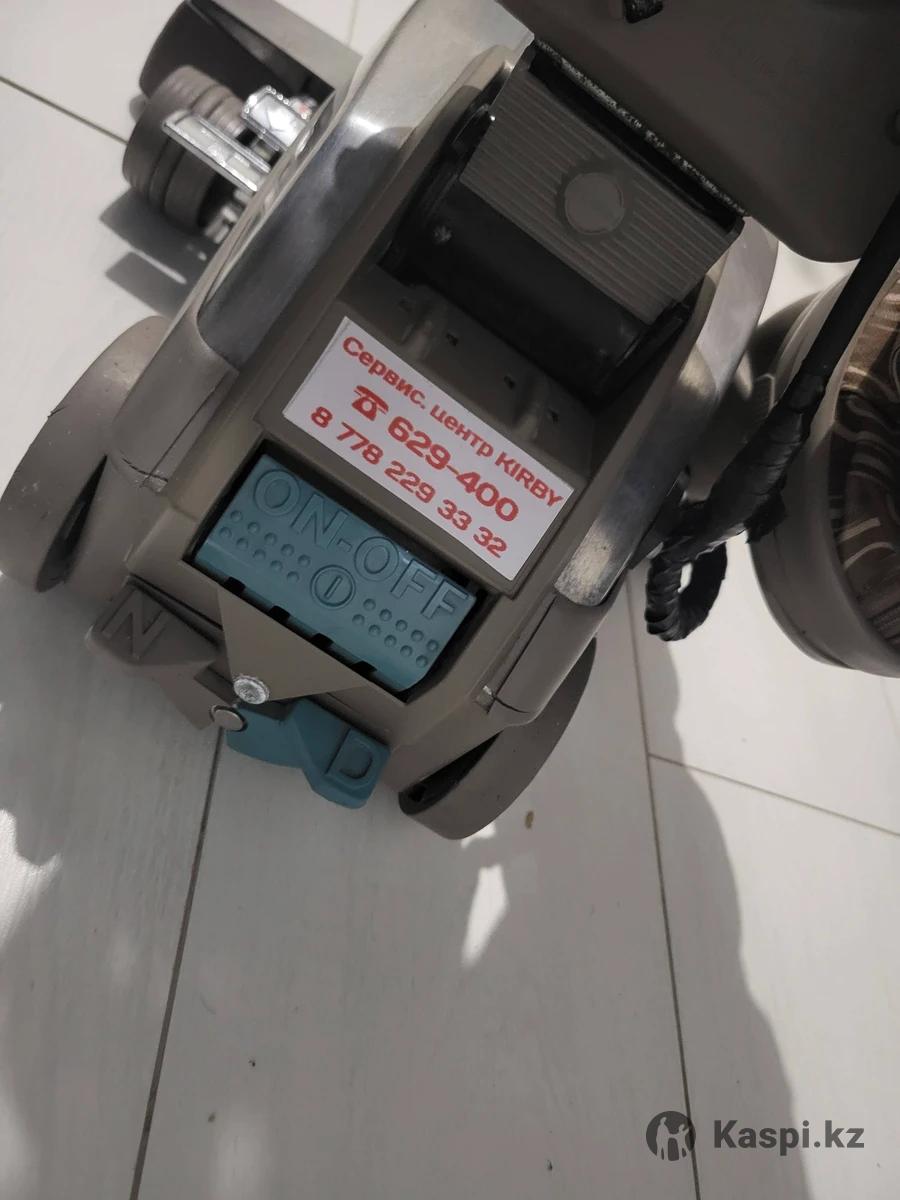 Сервис. центр KIRBY
☎ 629-400
8 778 229 33 32
ON-OFF
N
D
Kaspi.kz